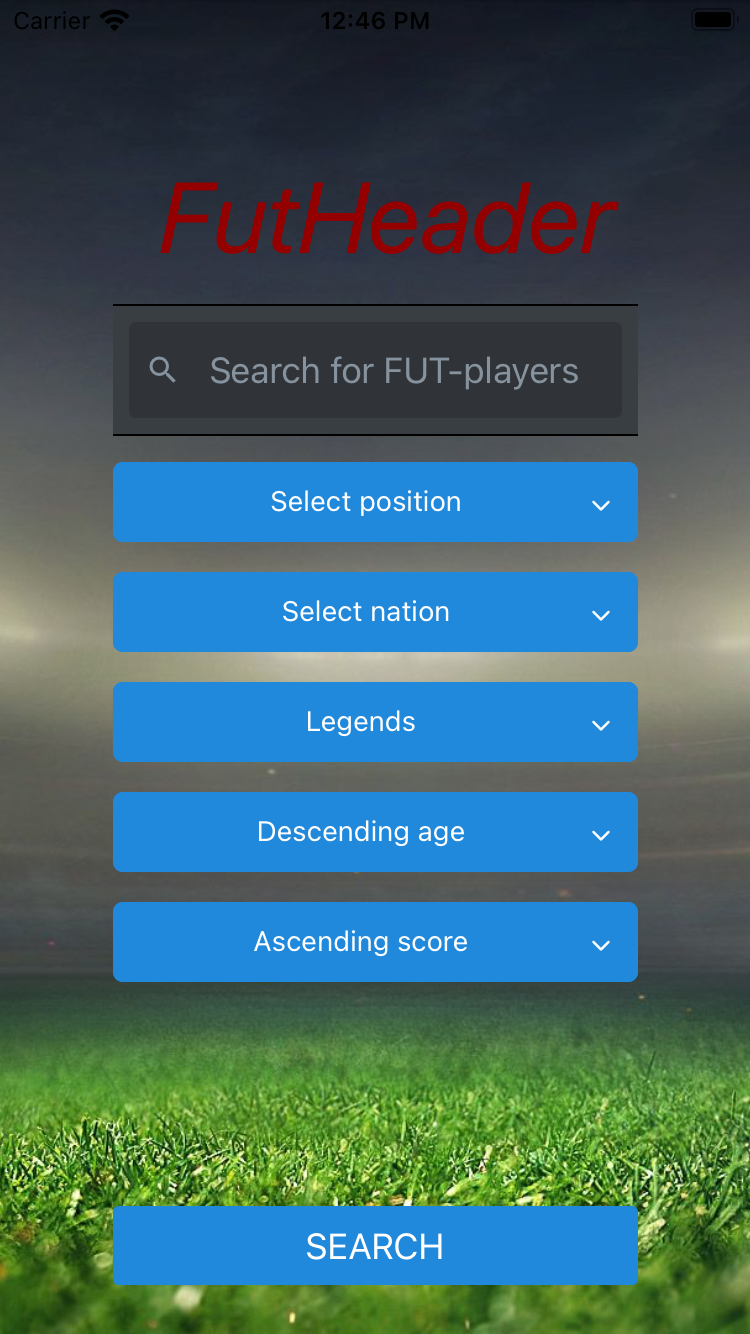 Carrier 12:46 PM
FutHeader
Search for FUT-players
Select position
Select nation
Legends
Descending age
Ascending score
SEARCH